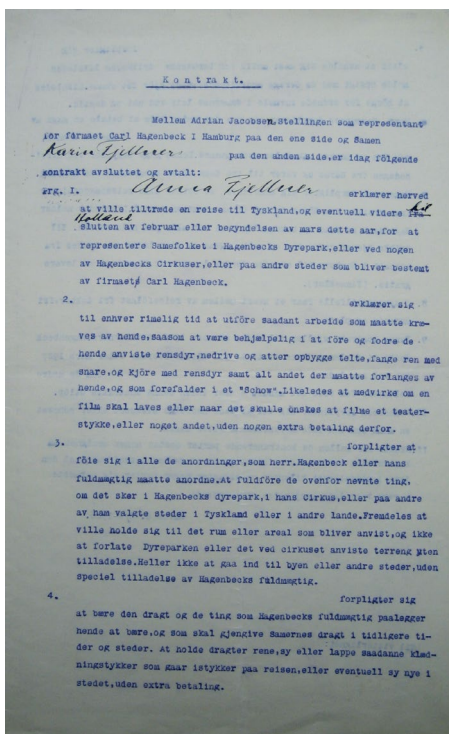 Kontrakt.
Mellem Adrian Jacobsen, Stellingen som representant
for førmaet Carl Hagenbeck I Hamburg paa den ene side og Samen
Karin Fjellner paa den anden side, er idag følgende
kontrakt avsluttet og avtalt:
Prg. I. Anna Fjellner erklærer herved
at ville tiltræde en reise til Tyskland, og eventuell videre fra til
Holland
slutten av februar eller begyndelsen av mars dette aar, for at
representere Samefolket i Hagenbecks Dyrepark, eller ved nogen
av Hagenbecks Cirkuser, eller paa andre steder som bliver bestemt
av firmaet Carl Hagenbeck.
2. erklærer sig
til enhver rimelig tid at utföre saadant arbeide som maatte kræ-
ves av hende, saasom at være behjælpelig i at före og fodre de
hende anviste rensdyr, nedrive og atter opbygge telte, fange ren med
snare, og kjöre med rensdyr samt alt andet der maatte forlanges av
hende, og som forefalder i et "Schow". Likeledes at medvirke om en
film skal laves eller naar det skulle önskes at filme et teater-
stykke, eller noget andet, uden nogen extra betaling derfor.
3. forpligter at
föie sig i alle de anordninger, som herr. Hagenbeck eller hans
fuldmægtig maatte anordne. At fuldföre de ovenfor nevnte ting,
om det sker i Hagenbecks dyrepark, i hans Cirkus, eller paa andre
av ham valgte steder i Tyskland eller i andre lande. Fremdeles at
ville holde sig til det rum eller areal som bliver anvist, og ikke
at forlate Dyreparken eller det ved cirkuset anviste terreng uten
tilladelse. Heller ikke at gaa ind til byen eller andre steder, uden
speciel tilladelse av Hagenbecks fuldmægtig.
4. forpligter sig
at bære den dragt og de ting som Hagenbecks fuldmægtig paalægger
hende at bære, og som skal gjengive Samernes dragt i tidligere ti-
der og steder. At holde dragter rene, sy eller lappe saadanne klæd-
ningstykker som gaar istykker paa reisen, eller eventuell sy nye i
stedet, uden extra betaling.